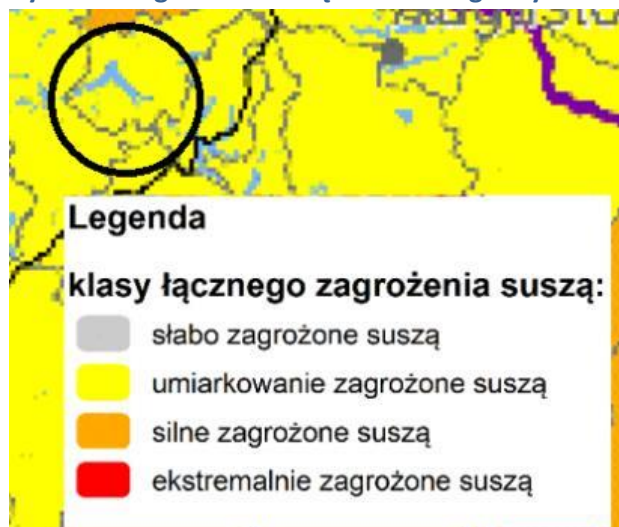 Legenda
klasy łącznego zagrożenia suszą:
słabo zagrożone suszą
umiarkowanie zagrożone suszą
silne zagrożone suszą
ekstremalnie zagrożone suszą